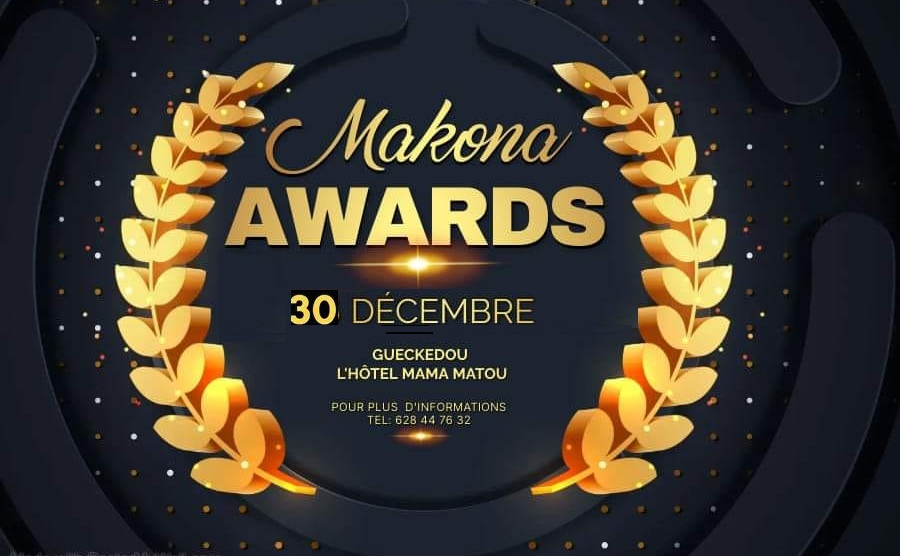 Makona
AWARDS
30 DÉCEMBRE
GUECKEDOU
L'HÔTEL MAMA MATOU
POUR PLUS D'INFORMATIONS
TEL: 628 44 76 32